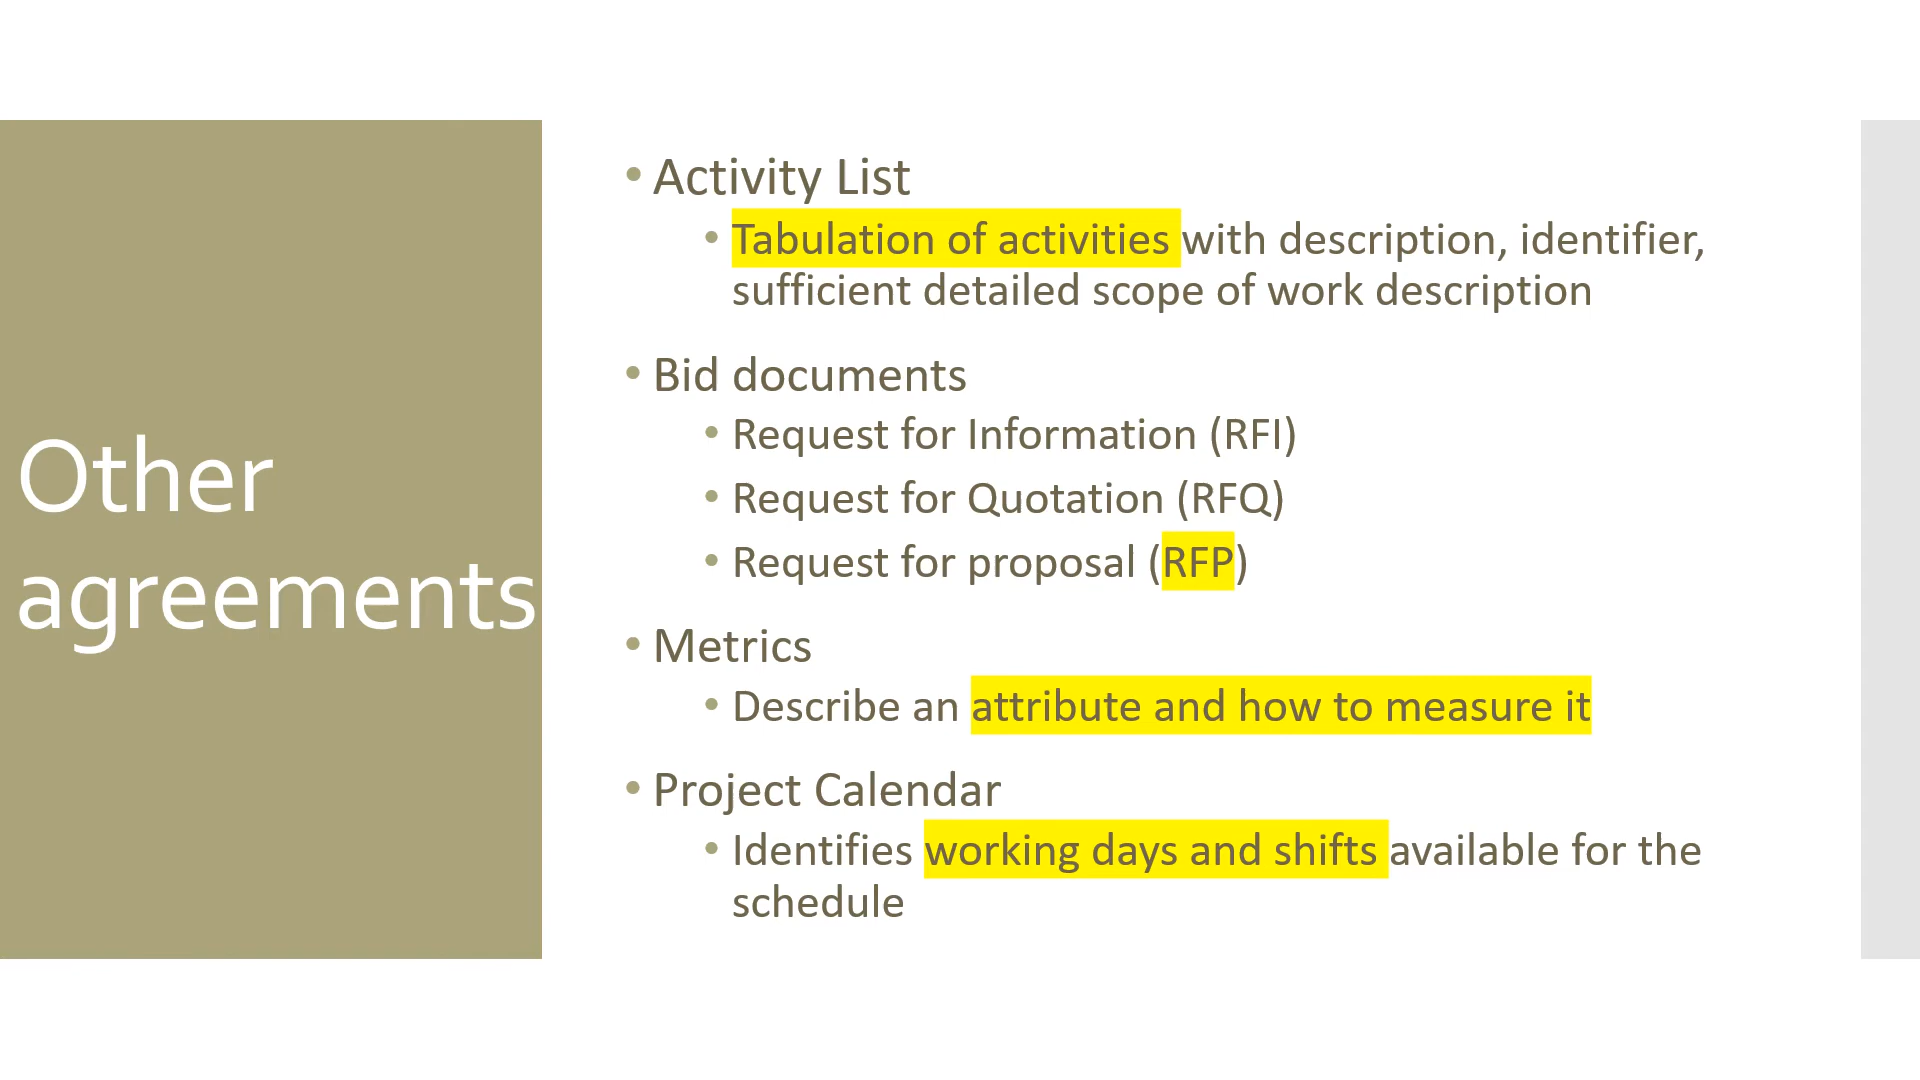 Other
agreements
• Activity List
• Tabulation of activities with description, identifier,
sufficient detailed scope of work description
• Bid documents
• Request for Information (RFI)
• Request for Quotation (RFQ)
• Request for proposal (RFP)
• Metrics
• Describe an attribute and how to measure it
• Project Calendar
• Identifies working days and shifts available for the
schedule